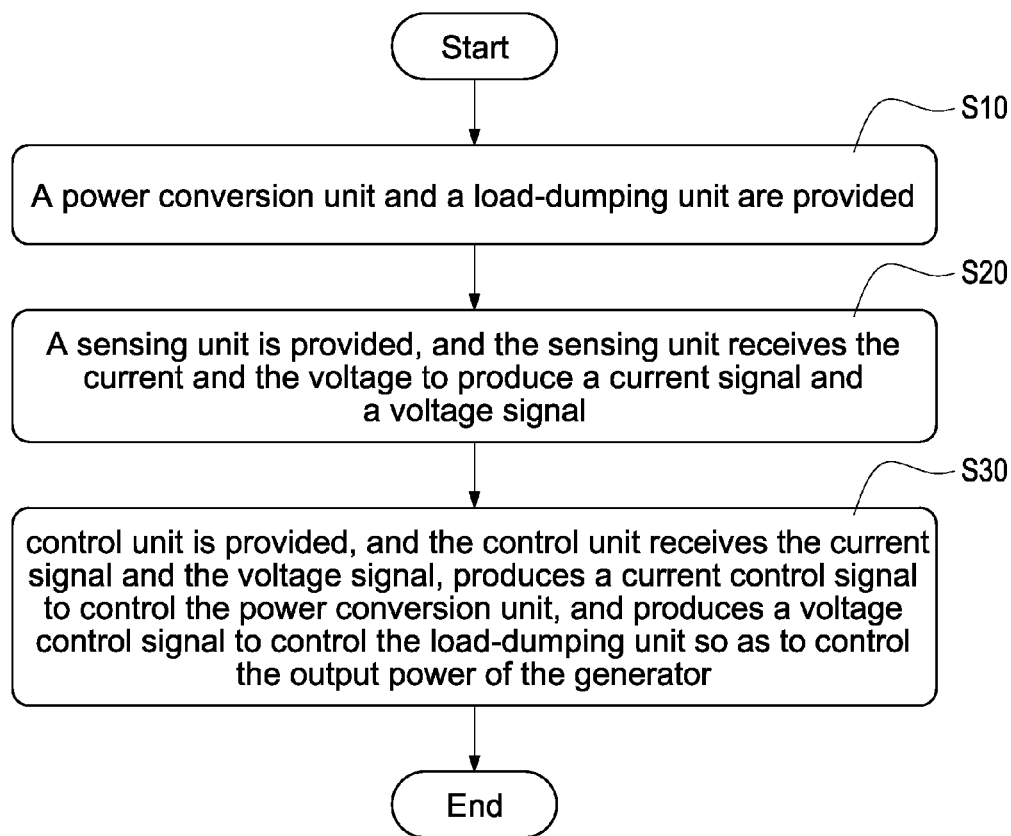 Start
S10
A power conversion unit and a load-dumping unit are provided
S20
A sensing unit is provided, and the sensing unit receives the
current and the voltage to produce a current signal and
a voltage signal
S30
control unit is provided, and the control unit receives the current
signal and the voltage signal, produces a current control signal
to control the power conversion unit, and produces a voltage
control signal to control the load-dumping unit so as to control
the output power of the generator
End